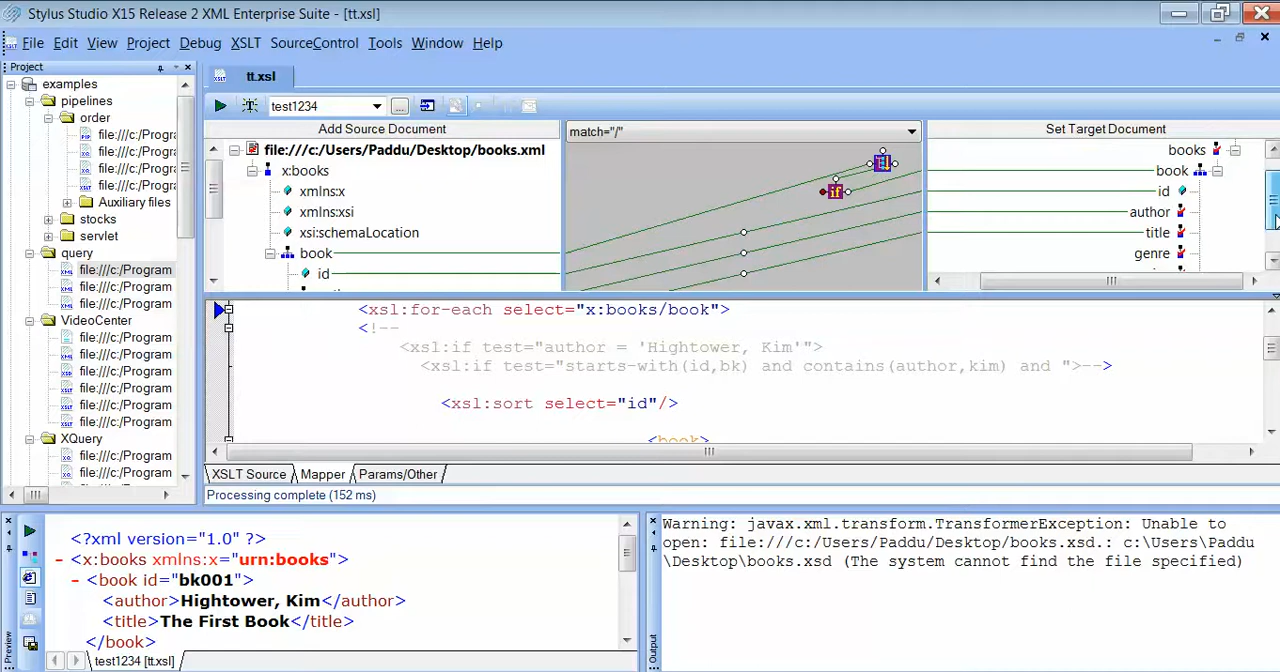 Stylus Studio X15 Release 2 XML Enterprise Suite - [tt.xsl]
File Edit View Project Debug XSLT SourceControl Tools Window Help
Project
examples
pipelines
order
file:///c:/Progra
file:///c:/Progra
file:///c:/Progra
file:///c:/Progra
Auxiliary files
stocks
servlet
query
file:///c:/Program
file:///c:/Program
file:///c:/Program
VideoCenter
file:///c:/Program
file:///c:/Program
file:///c:/Program
file:///c:/Program
file:///c:/Program
file:///c:/Program
XQuery
file:///c:/Program
file:///c:/Program
tt.xsl
test1234
Add Source Document
file:///c:/Users/Paddu/Desktop/books.xml
x:books
xmlns:x
xmlns:xsi
xsi:schemaLocation
book
id
match="/"
if
Set Target Document
books
book
id
author
title
genre
<xsl:for-each select="x:books/book">
<!--
<xsl:if test="author = 'Hightower, Kim'">
<xsl:if test="starts-with(id,bk) and contains(author,kim) and ">-->
<xsl:sort select="id"/>
<book>
XSLT Source Mapper Params/Other
Processing complete (152 ms)
<?xml version="1.0" ?>
- <x:books xmlns:x="urn:books">
- <book id="bk001">
<author>Hightower, Kim</author>
<title>The First Book</title>
</book>
test1234 [tt.xsl]
Preview
Warning: javax.xml.transform.TransformerException: Unable to
open: file:///c:/Users/Paddu/Desktop/books.xsd.: c:\Users\Paddu
\Desktop\books.xsd (The system cannot find the file specified)
Output